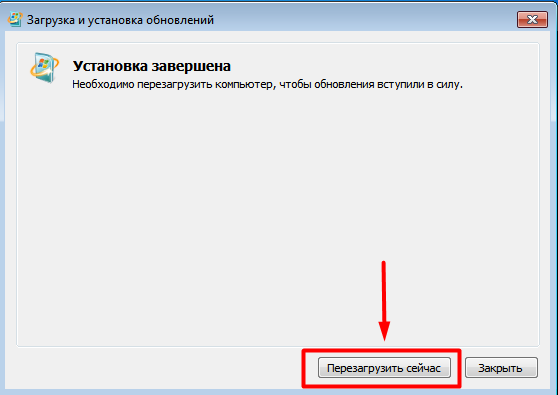 Загрузка и установка обновлений
Установка завершена
Необходимо перезагрузить компьютер, чтобы обновления вступили в силу.
Перезагрузить сейчас
Закрыть